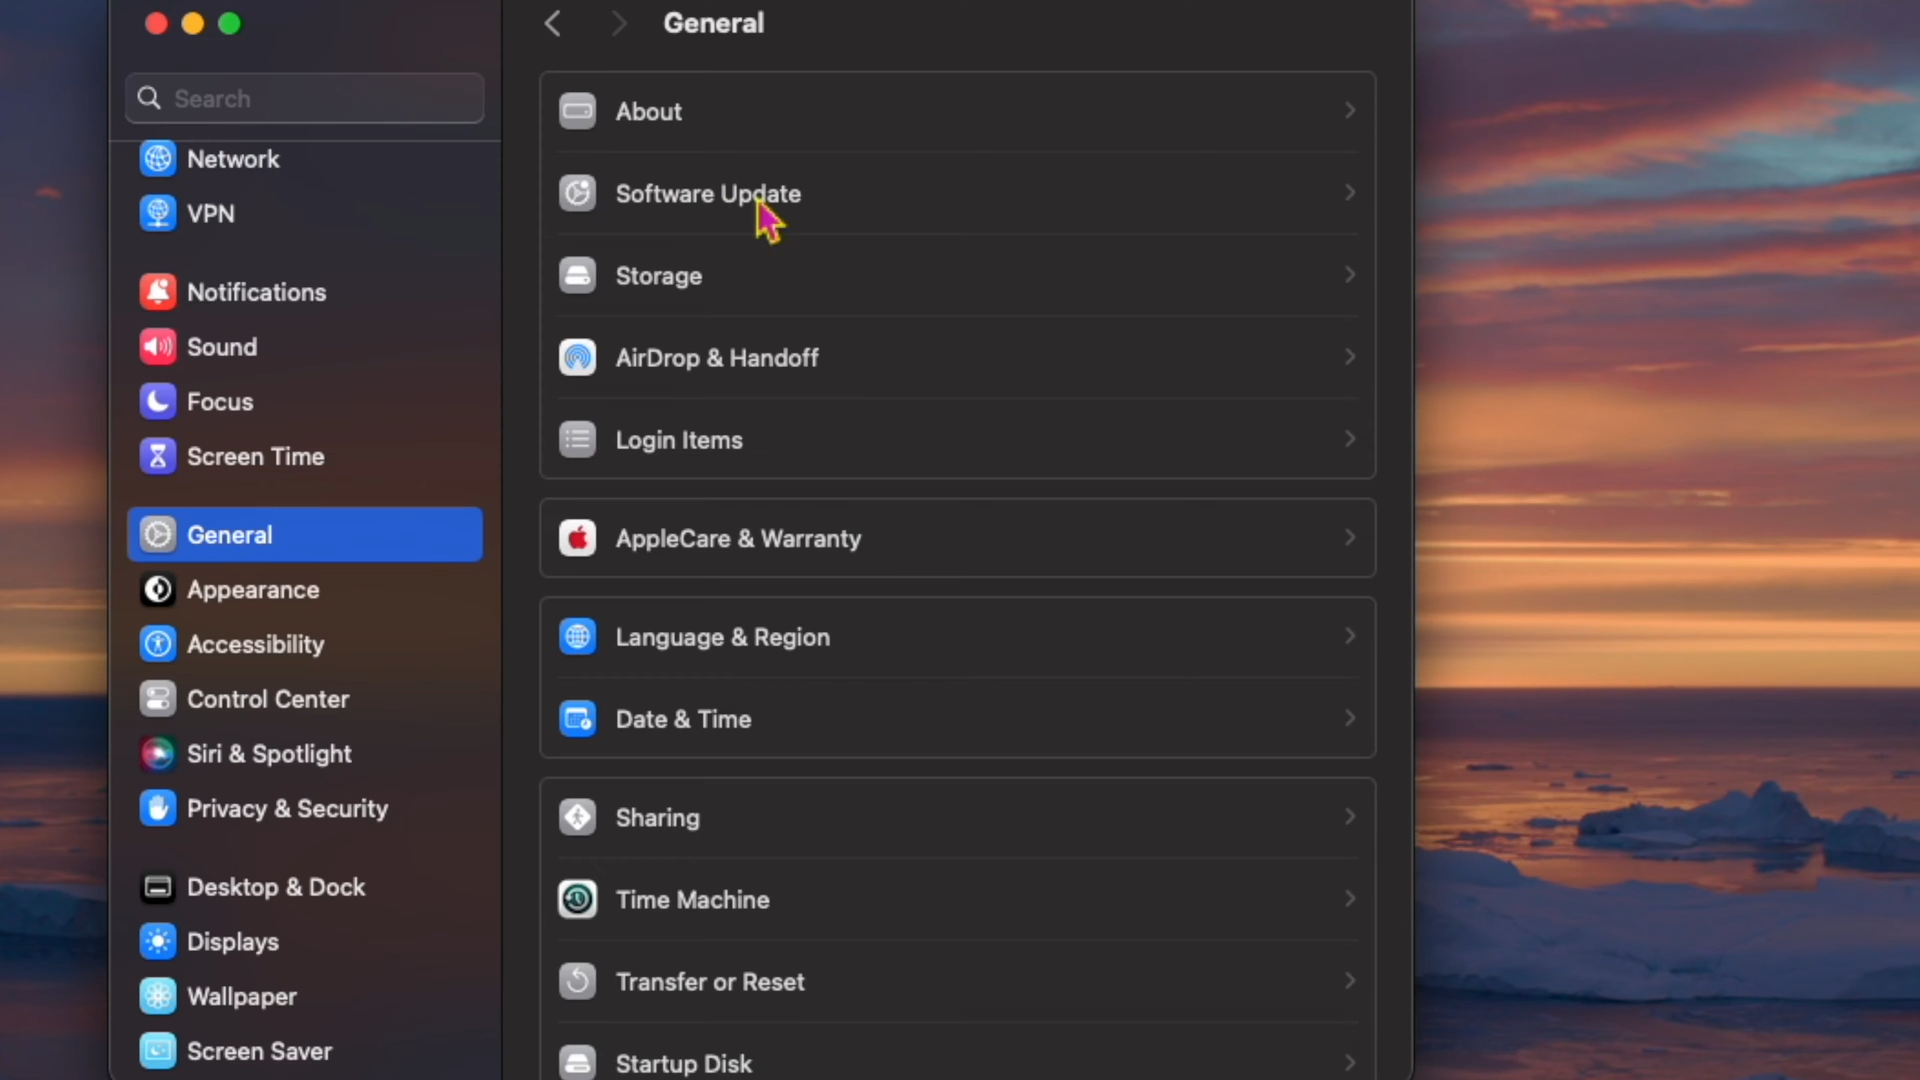 General
Search
Network
VPN
Notifications
Sound
Focus
Screen Time
General
Appearance
Accessibility
Control Center
Siri & Spotlight
Privacy & Security
Desktop & Dock
Displays
Wallpaper
Screen Saver
About
Software Update
Storage
AirDrop & Handoff
Login Items
AppleCare & Warranty
Language & Region
Date & Time
Sharing
Time Machine
Transfer or Reset
Startup Disk